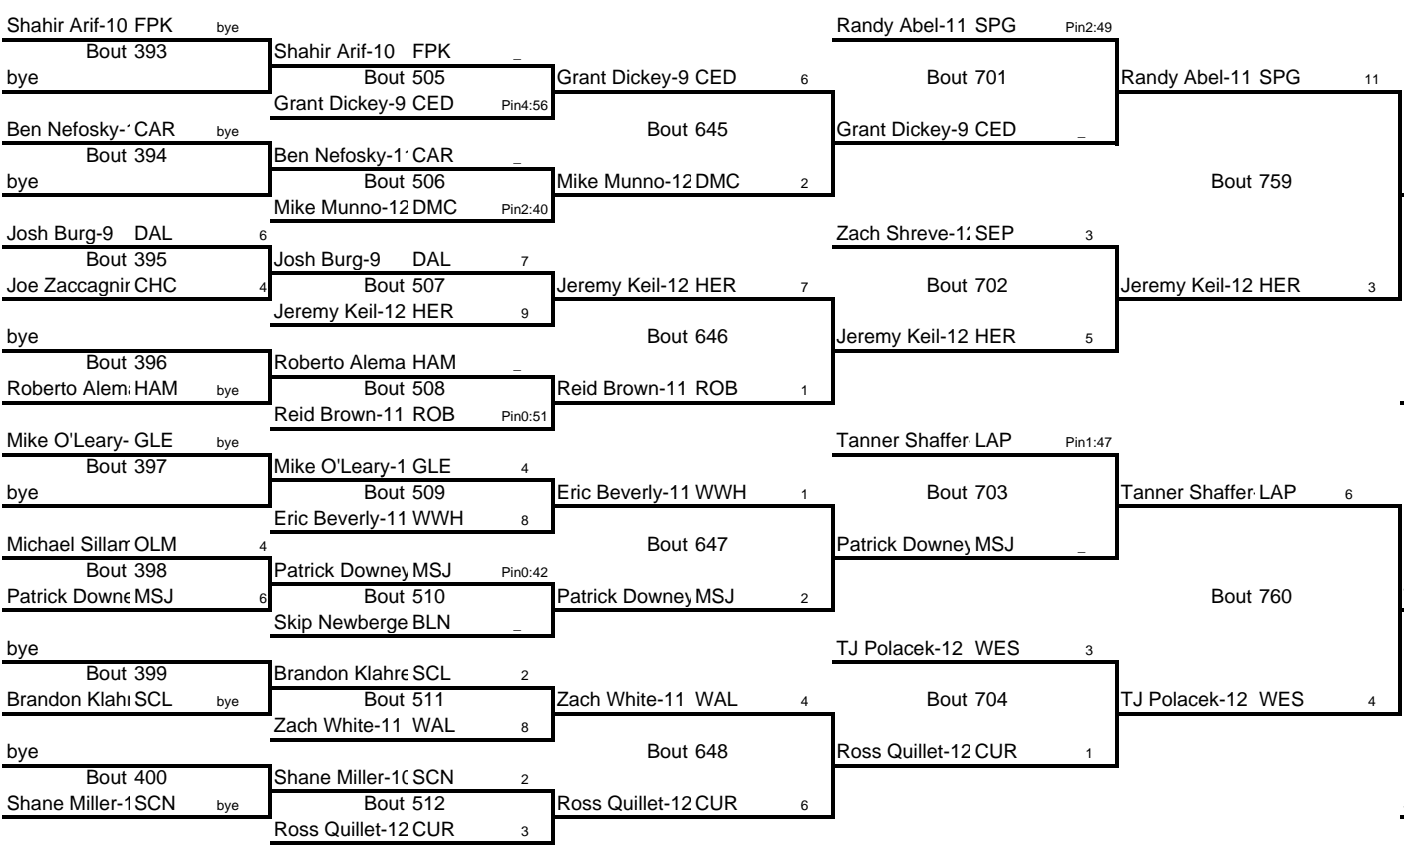 Shahir Arif-10 FPK bye
Bout 393
bye
Ben Nefosky- CAR bye
Bout 394
bye
Josh Burg-9 DAL 6
Bout 395
Joe Zaccagnir CHC 4
bye
Bout 396
Roberto Alem HAM bye
Mike O'Leary- GLE bye
Bout 397
bye
Michael Sillam OLM 4
Bout 398
Patrick Downe MSJ 6
bye
Bout 399
Brandon Klahr SCL bye
bye
Bout 400
Shane Miller-1 SCN bye
Shahir Arif-10 FPK _
Bout 505
Grant Dickey-9 CED Pin4:56
Ben Nefosky-1 CAR _
Bout 506
Mike Munno-12 DMC Pin2:40
Josh Burg-9 DAL 7
Bout 507
Jeremy Keil-12 HER 9
Roberto Alema HAM _
Bout 508
Reid Brown-11 ROB Pin0:51
Mike O'Leary-1 GLE 4
Bout 509
Eric Beverly-11 WWH 8
Patrick Downey MSJ Pin0:42
Bout 510
Skip Newberge BLN _
Brandon Klahre SCL 2
Bout 511
Zach White-11 WAL 8
Shane Miller-10 SCN 2
Bout 512
Ross Quillet-12 CUR 3
Grant Dickey-9 CED 6
Bout 645
Mike Munno-12 DMC 2
Jeremy Keil-12 HER 7
Bout 646
Reid Brown-11 ROB 1
Eric Beverly-11 WWH 1
Bout 647
Patrick Downey MSJ 2
Zach White-11 WAL 4
Bout 648
Ross Quillet-12 CUR 6
Randy Abel-11 SPG Pin2:49
Bout 701
Grant Dickey-9 CED _
Zach Shreve-12 SEP 3
Bout 702
Jeremy Keil-12 HER 5
Tanner Shaffer LAP Pin1:47
Bout 703
Patrick Downey MSJ _
TJ Polacek-12 WES 3
Bout 704
Ross Quillet-12 CUR 1
Randy Abel-11 SPG 11
Bout 759
Jeremy Keil-12 HER 3
Tanner Shaffer LAP 6
Bout 760
TJ Polacek-12 WES 4